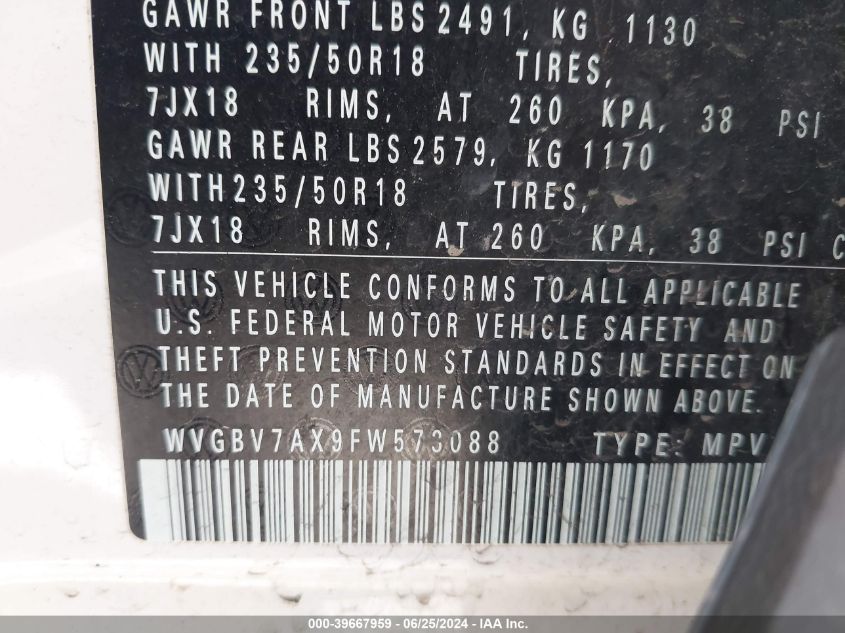 GAWR FRONT LBS 2491, KG 1130
WITH 235/50R18 TIRES,
7JX18 RIMS, AT 260 KPA, 38 PSI
GAWR REAR LBS 2579, KG 1170
WITH 235/50R18 TIRES,
7JX18 RIMS, AT 260 KPA, 38 PSI C
THIS VEHICLE CONFORMS TO ALL APPLICABLE
U.S. FEDERAL MOTOR VEHICLE SAFETY AND
THEFT PREVENTION STANDARDS IN EFFECT ON
THE DATE OF MANUFACTURE SHOWN ABOVE.
WVGBV7AX9FW573088 TYPE: MPV
000-39667959 - 06/25/2024 - IAA Inc.